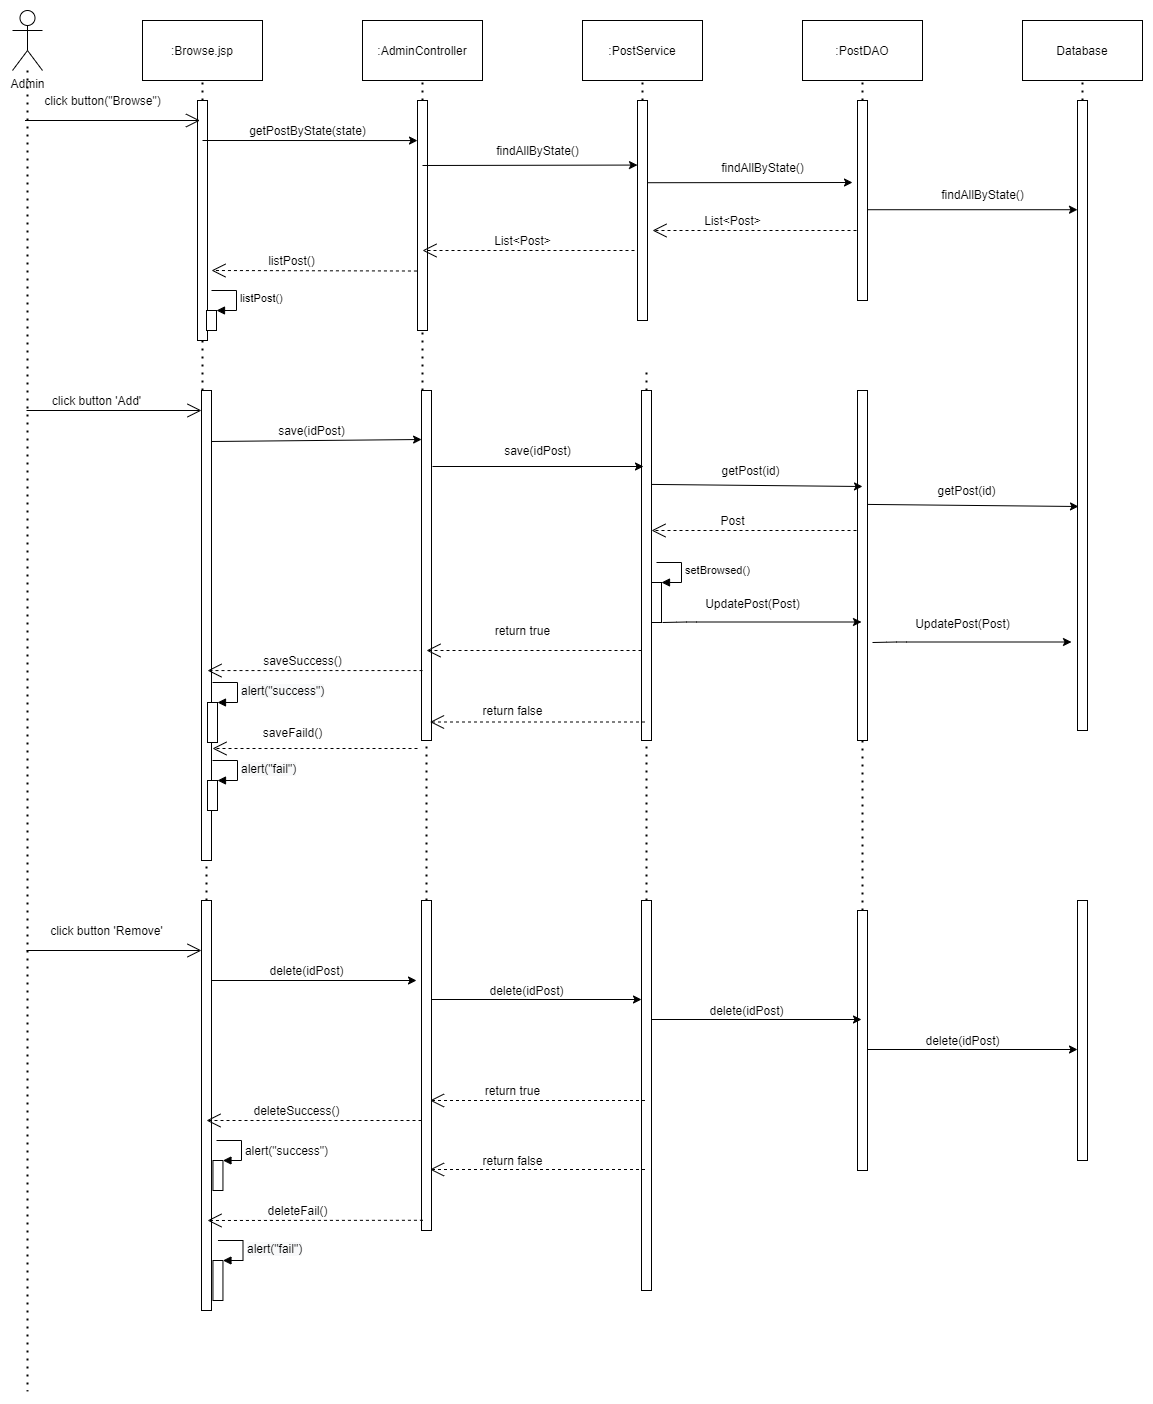 Admin
:Browse.jsp
:AdminController
:PostService
:PostDAO
Database
click button("Browse")
getPostByState(state)
findAllByState()
findAllByState()
findAllByState()
List<Post>
List<Post>
listPost()
listPost()
click button 'Add'
save(idPost)
save(idPost)
getPost(id)
getPost(id)
Post
setBrowsed()
UpdatePost(Post)
UpdatePost(Post)
return true
saveSuccess()
alert("success")
return false
saveFaild()
alert("fail")
click button 'Remove'
delete(idPost)
delete(idPost)
delete(idPost)
delete(idPost)
return true
deleteSuccess()
alert("success")
return false
deleteFail()
alert("fail")